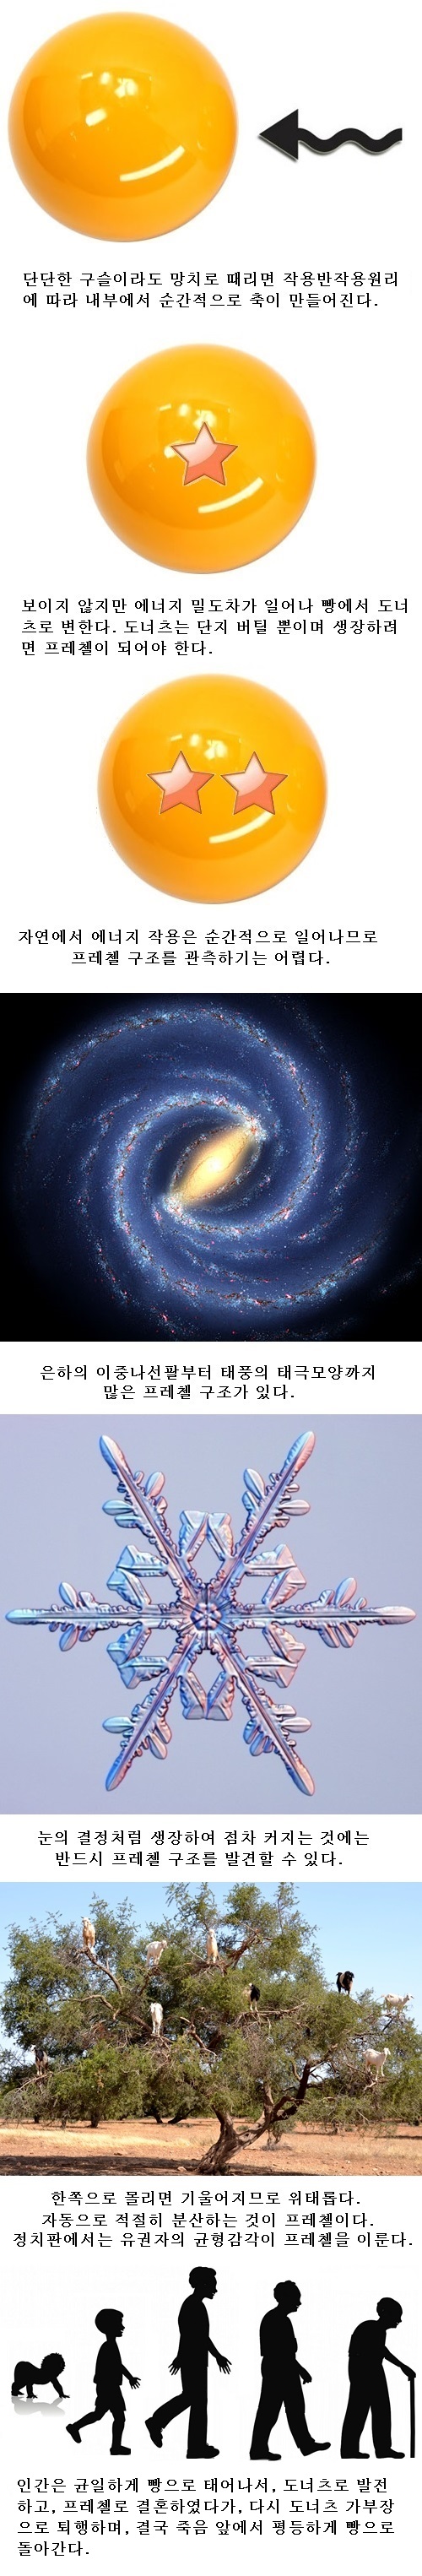 단단한 구슬이라도 망치로 때리면 작용반작용원리
에 따라 내부에서 순간적으로 축이 만들어진다.
보이지 않지만 에너지 밀도차가 일어나 빵에서 도너
츠로 변한다. 도너츠는 단지 버틸 뿐이며 생장하려
면 프레첼이 되어야 한다.
자연에서 에너지 작용은 순간적으로 일어나므로
프레첼 구조를 관측하기는 어렵다.
은하의 이중나선팔부터 태풍의 태극모양까지
많은 프레첼 구조가 있다.
눈의 결정처럼 생장하여 점차 커지는 것에는
반드시 프레첼 구조를 발견할 수 있다.
한쪽으로 몰리면 기울어지므로 위태롭다.
자동으로 적절히 분산하는 것이 프레첼이다.
정치판에서는 유권자의 균형감각이 프레첼을 이룬다.
인간은 균일하게 빵으로 태어나서, 도너츠로 발전
하고, 프레첼로 결혼하였다가, 다시 도너츠 가부장
으로 퇴행하며, 결국 죽음 앞에서 평등하게 빵으로
돌아간다.